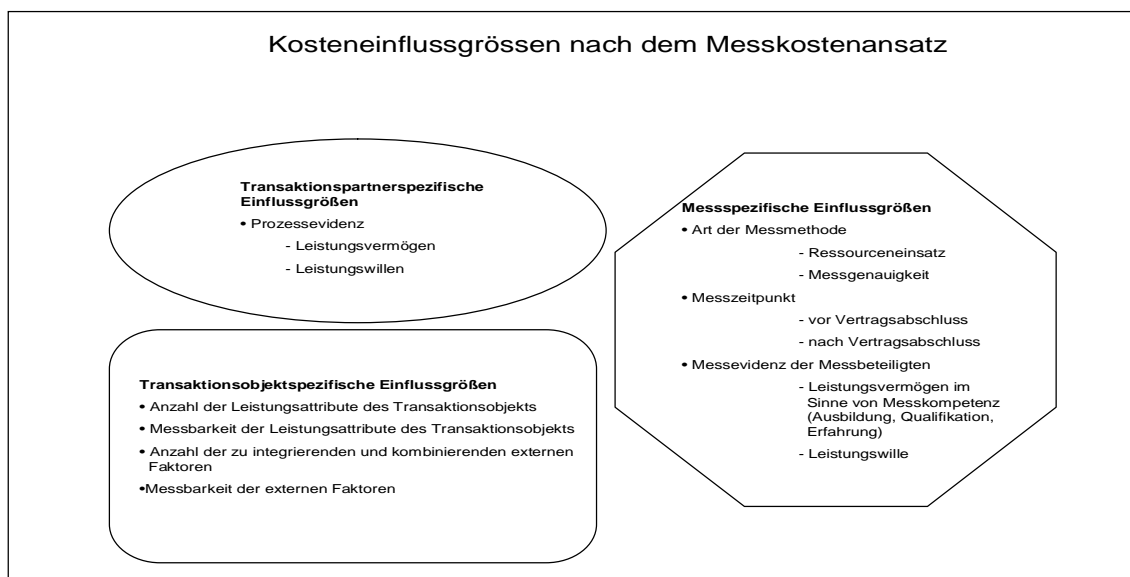 Kosteneinflussgrössen nach dem Messkostenansatz
Transaktionspartnerspezifische
Einflussgrößen
• Prozessevidenz
- Leistungsvermögen
- Leistungswillen
Transaktionsobjektspezifische Einflussgrößen
• Anzahl der Leistungsattribute des Transaktionsobjekts
• Messbarkeit der Leistungsattribute des Transaktionsobjekts
• Anzahl der zu integrierenden und kombinierenden externen
Faktoren
•Messbarkeit der externen Faktoren
Messspezifische Einflussgrößen
• Art der Messmethode
- Ressourceneinsatz
- Messgenauigkeit
• Messzeitpunkt
- vor Vertragsabschluss
- nach Vertragsabschluss
• Messevidenz der Messbeteiligten
- Leistungsvermögen im
Sinne von Messkompetenz
(Ausbildung, Qualifikation,
Erfahrung)
- Leistungswille